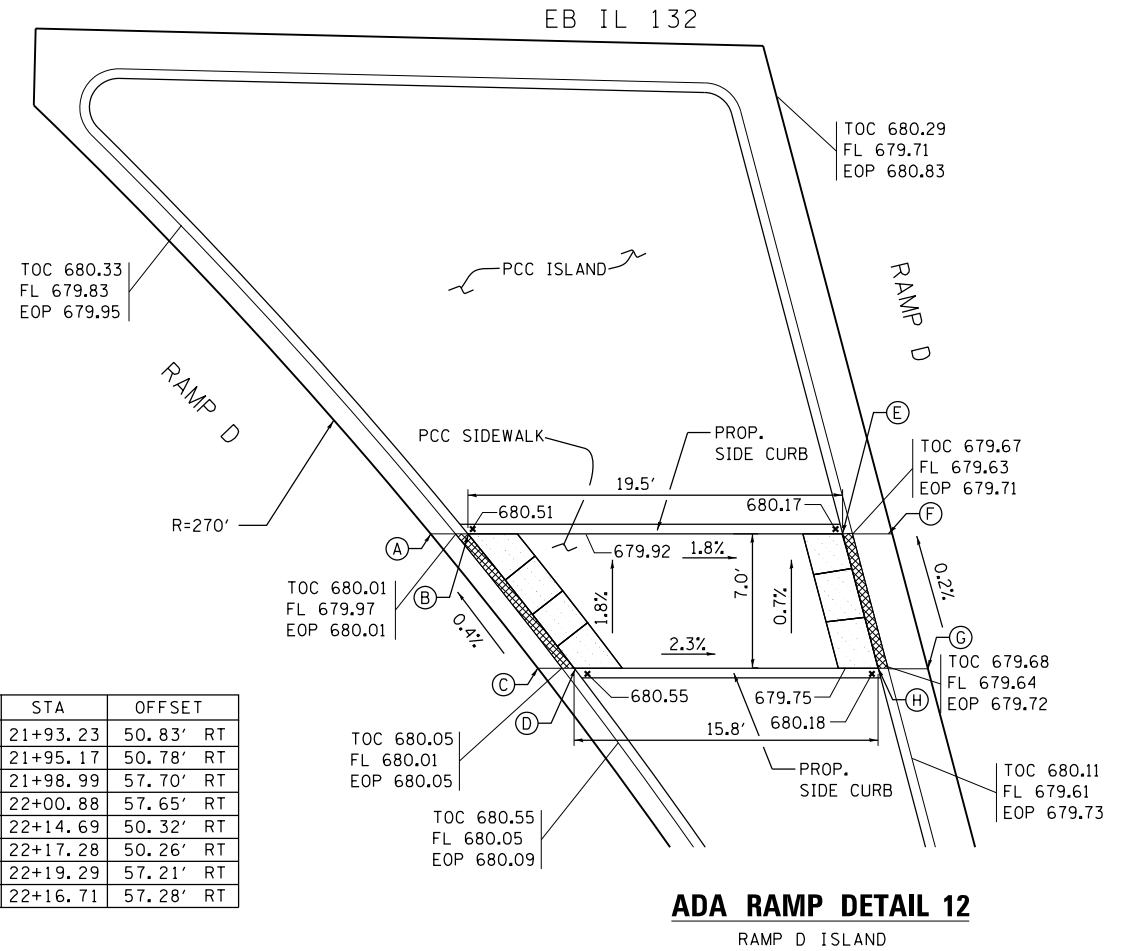 EB IL 132
TOC 680.29
FL 679.71
EOP 680.83
TOC 680.33
FL 679.83
EOP 679.95
PCC ISLAND
RAMP D
RAMP D
PCC SIDEWALK
PROP.
SIDE CURB
E
TOC 679.67
FL 679.63
EOP 679.71
19.5'
680.51
680.17
F
R=270'
A
679.92
1.8%
B
TOC 680.01
FL 679.97
EOP 680.01
0.4%
1.8%
7.0'
0.7%
0.2%
2.3%
G
C
D
680.55
679.75
680.18
H
TOC 679.68
FL 679.64
EOP 679.72
15.8'
TOC 680.05
FL 680.01
EOP 680.05
PROP.
SIDE CURB
TOC 680.11
FL 679.61
EOP 679.73
TOC 680.55
FL 680.05
EOP 680.09
STA OFFSET
21+93.23 50.83' RT
21+95.17 50.78' RT
21+98.99 57.70' RT
22+00.88 57.65' RT
22+14.69 50.32' RT
22+17.28 50.26' RT
22+19.29 57.21' RT
22+16.71 57.28' RT
ADA RAMP DETAIL 12
RAMP D ISLAND